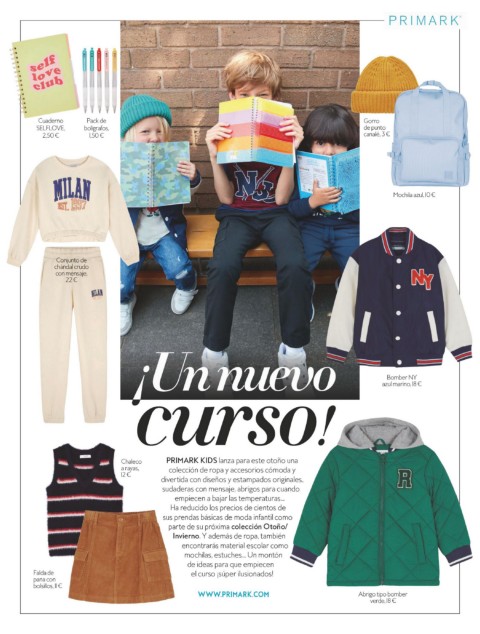 PRIMARK
self
love
club
Cuaderno
SELFLOVE,
2,50 €
Pack de
bolígrafos,
1,50 €
Gorro
de punto
canalé, 3 €
Mochila azul, 10 €
MILAN
Conjunto de
chándal crudo
con mensaje,
22 €
MILAN
NY
NY
Bomber NY
azul marino, 18 €
¡Un nuevo
curso!
Chaleco
a rayas,
12 €
PRIMARK KIDS lanza para este otoño una
colección de ropa y accesorios cómoda y
divertida con diseños y estampados originales,
sudaderas con mensaje, abrigos para cuando
empiecen a bajar las temperaturas...
Ha reducido los precios de cientos de
sus prendas básicas de moda infantil como
parte de su próxima colección Otoño/
Invierno. Y además de ropa, también
encontrarás material escolar como
mochilas, estuches... Un montón
de ideas para que empiecen
el curso ¡súper ilusionados!
WWW.PRIMARK.COM
R
Falda de
pana con
bolsillos, 8 €
Abrigo tipo bomber
verde, 18 €